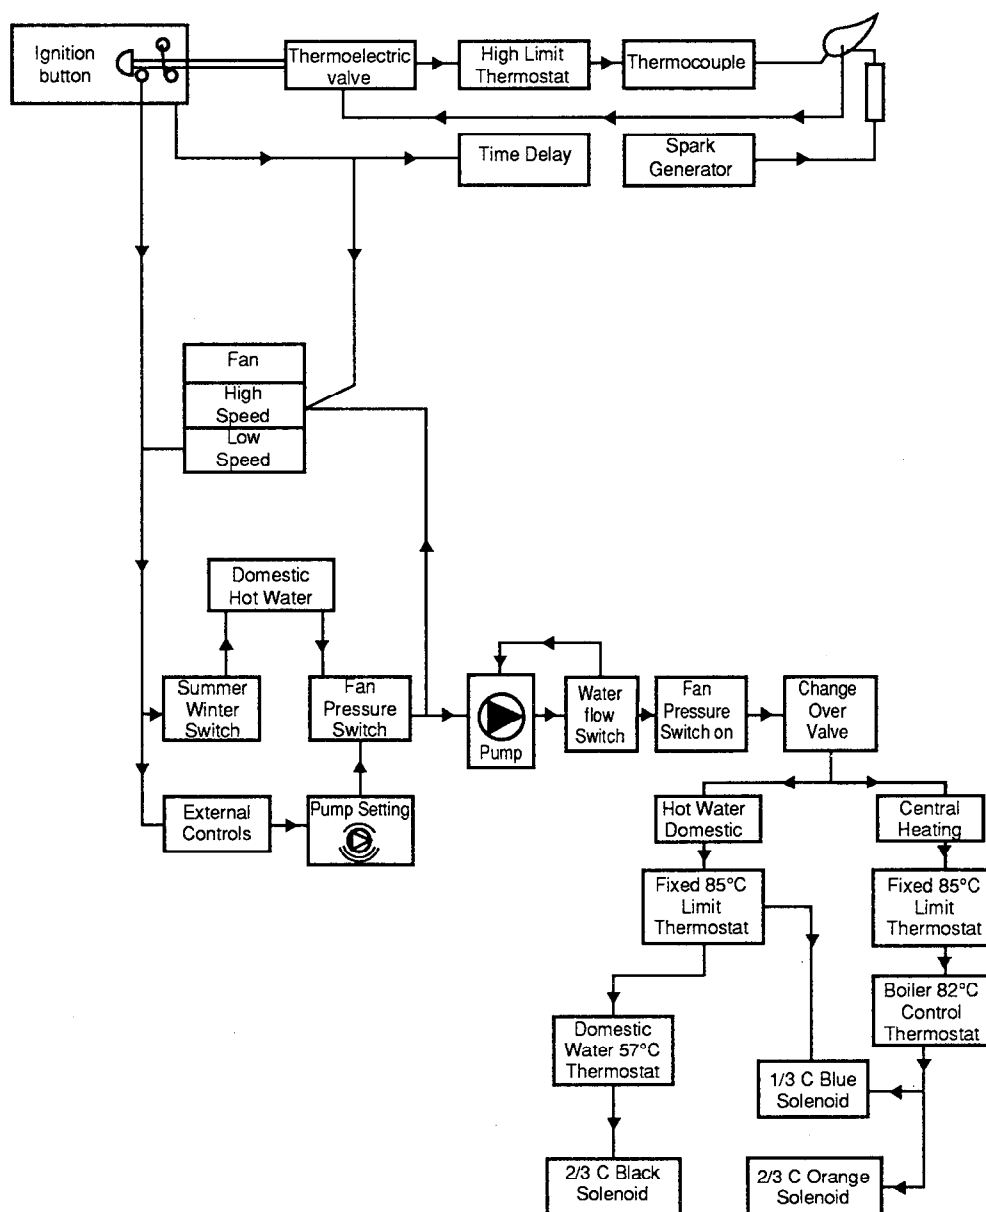 Ignition
button
Thermoelectric
valve
High Limit
Thermostat
Thermocouple
Time Delay
Spark
Generator
Fan
High
Speed
Low
Speed
Domestic
Hot Water
Summer
Winter
Switch
Fan
Pressure
Switch
Pump
Water
flow
Switch
Fan
Pressure
Switch on
Change
Over
Valve
External
Controls
Pump Setting
Hot Water
Domestic
Central
Heating
Fixed 85°C
Limit
Thermostat
Fixed 85°C
Limit
Thermostat
Boiler 82°C
Control
Thermostat
Domestic
Water 57°C
Thermostat
1/3 C Blue
Solenoid
2/3 C Black
Solenoid
2/3 C Orange
Solenoid